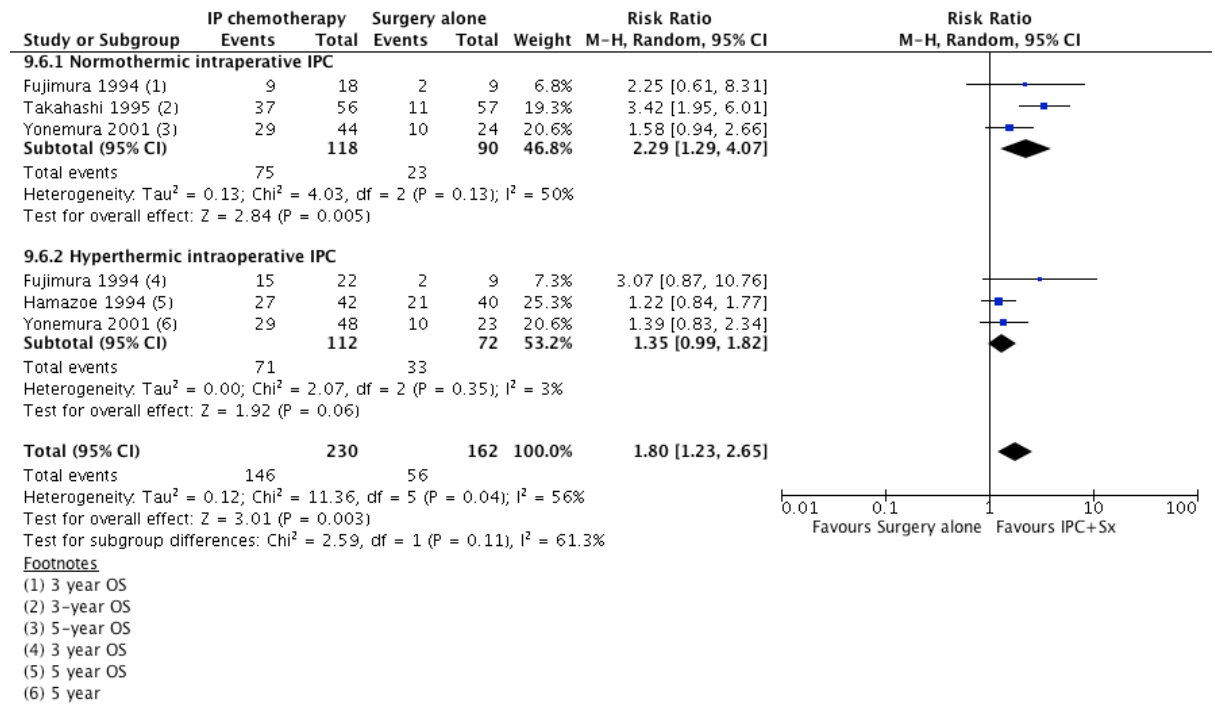 IP chemotherapy Surgery alone Risk Ratio Risk Ratio
Study or Subgroup Events Total Events Total Weight M-H, Random, 95% CI M-H, Random, 95% CI
9.6.1 Normothermic intraperative IPC
Fujimura 1994 (1) 9 18 2 9 6.8% 2.25 [0.61, 8.31]
Takahashi 1995 (2) 37 56 11 57 19.3% 3.42 [1.95, 6.01]
Yonemura 2001 (3) 29 44 10 24 20.6% 1.58 [0.94, 2.66]
Subtotal (95% CI) 118 90 46.8% 2.29 [1.29, 4.07]
Total events 75 23
Heterogeneity: Tau² = 0.13; Chi² = 4.03, df = 2 (P = 0.13); I² = 50%
Test for overall effect: Z = 2.84 (P = 0.005)
9.6.2 Hyperthermic intraoperative IPC
Fujimura 1994 (4) 15 22 2 9 7.3% 3.07 [0.87, 10.76]
Hamazoe 1994 (5) 27 42 21 40 25.3% 1.22 [0.84, 1.77]
Yonemura 2001 (6) 29 48 10 23 20.6% 1.39 [0.83, 2.34]
Subtotal (95% CI) 112 72 53.2% 1.35 [0.99, 1.82]
Total events 71 33
Heterogeneity: Tau² = 0.00; Chi² = 2.07, df = 2 (P = 0.35); I² = 3%
Test for overall effect: Z = 1.92 (P = 0.06)
Total (95% CI) 230 162 100.0% 1.80 [1.23, 2.65]
Total events 146 56
Heterogeneity: Tau² = 0.12; Chi² = 11.36, df = 5 (P = 0.04); I² = 56%
Test for overall effect: Z = 3.01 (P = 0.003)
Test for subgroup differences: Chi² = 2.59, df = 1 (P = 0.11), I² = 61.3%
0.01 0.1 1 10 100
Favours Surgery alone Favours IPC+Sx
Footnotes
(1) 3 year OS
(2) 3-year OS
(3) 5-year OS
(4) 3 year OS
(5) 5 year OS
(6) 5 year